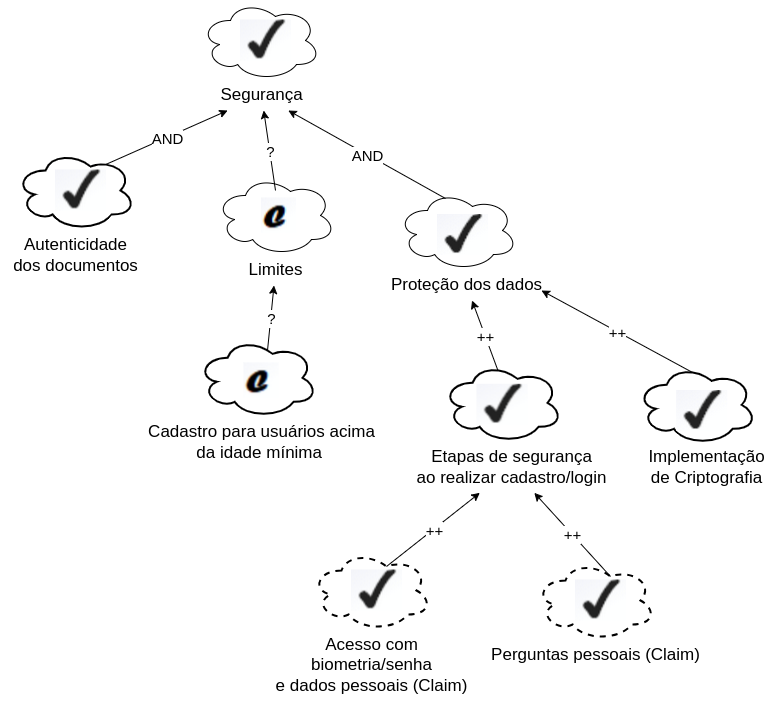 Segurança
AND
?
AND
Autenticidade
dos documentos
Limites
Proteção dos dados
?
++
++
Cadastro para usuários acima
da idade mínima
Etapas de segurança
ao realizar cadastro/login
Implementação
de Criptografia
++
++
Acesso com
biometria/senha
e dados pessoais (Claim)
Perguntas pessoais (Claim)